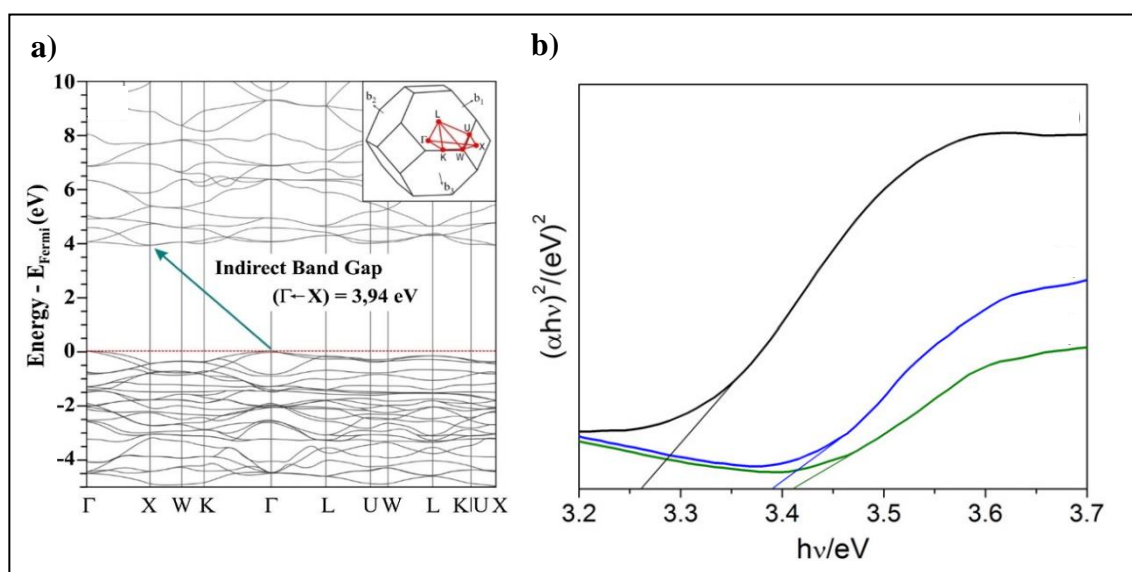 a)
b)
10
8
6
4
2
0
-2
-4
Energy - E_Fermi (eV)
b₂
b₁
L
U
Γ
X
K
W
b₃
Indirect Band Gap
(Γ←X) = 3,94 eV
Γ X W K Γ L U W L K|U X
(αhν)²/(eV)²
3.2 3.3 3.4 3.5 3.6 3.7
hν/eV